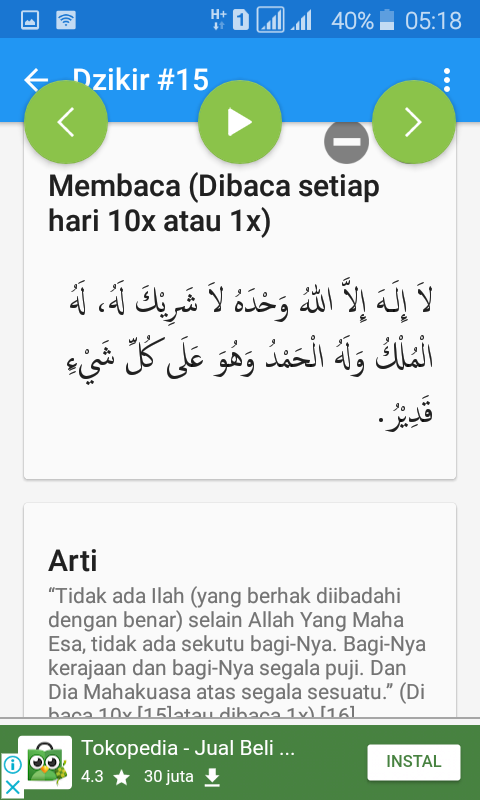 H+ 1 40% 05:18
Dzikir #15
Membaca (Dibaca setiap
hari 10x atau 1x)
لاَ إِلَـهَ إِلاَّ اللهُ وَحْدَهُ لاَ شَرِيْكَ لَهُ، لَهُ
الْمُلْكُ وَلَهُ الْحَمْدُ وَهُوَ عَلَى كُلِّ شَيْءٍ
قَدِيْرُ.
Arti
“Tidak ada Ilah (yang berhak diibadahi
dengan benar) selain Allah Yang Maha
Esa, tidak ada sekutu bagi-Nya. Bagi-Nya
kerajaan dan bagi-Nya segala puji. Dan
Dia Mahakuasa atas segala sesuatu.” (Di
baca 10x [15]atau dibaca 1x) [16]
Tokopedia - Jual Beli ...
4.3 ★ 30 juta
INSTAL